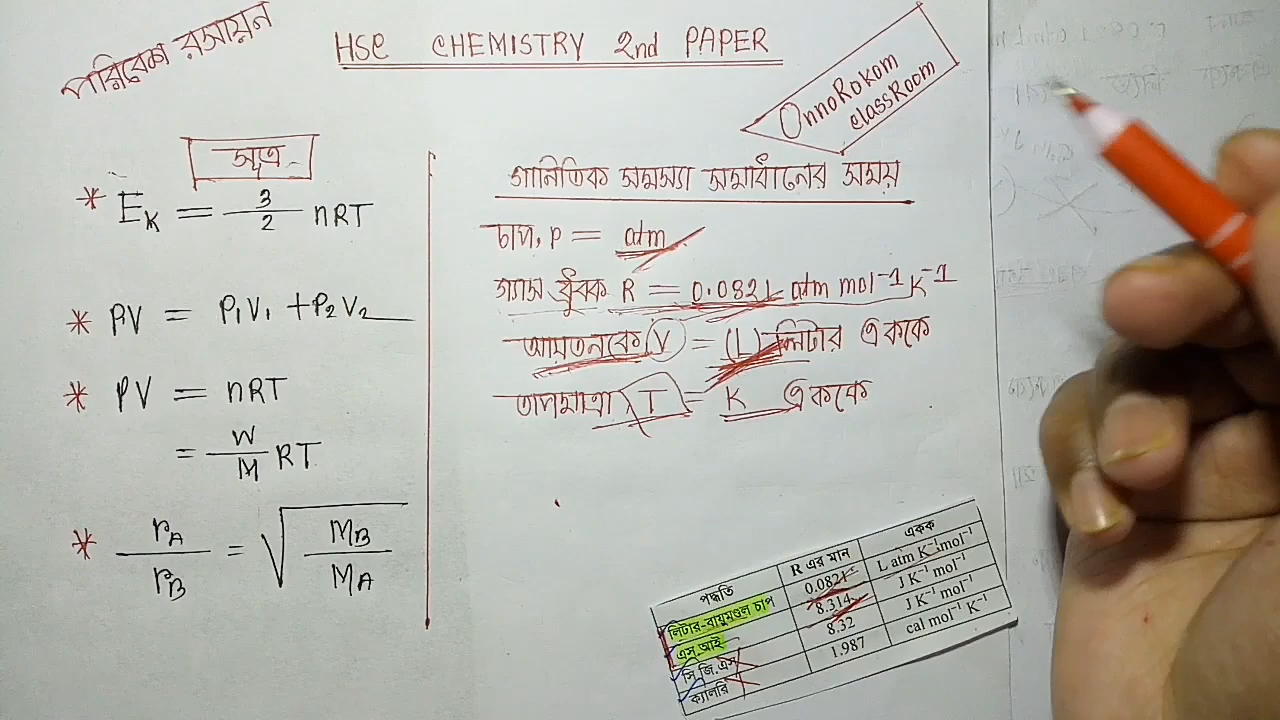 পরিবেশ রসায়ন
HSC CHEMISTRY 2nd PAPER
OnnoRokom
classRoom
সূত্র
* EK = 3/2 nRT
* PV = P₁V₁ + P₂V₂
* PV = nRT
= W/M RT
* rA/rB = √MB/MA
গানিতিক সমস্যা সমাধানের সময়
চাপ, P = atm
গ্যাস ধ্রুবক R = 0.0821 atm mol⁻¹ K⁻¹
আয়তনকে (V) = (L) লিটার এককে
তাপমাত্রা (T) = K এককে
পদ্ধতি R এর মান একক
লিটার-বায়ুমণ্ডল চাপ 0.0821 L atm K⁻¹ mol⁻¹
এস.আই 8.314 J K⁻¹ mol⁻¹
সি.জি.এস 8.32 J K⁻¹ mol⁻¹
ক্যালরি 1.987 cal mol⁻¹ K⁻¹